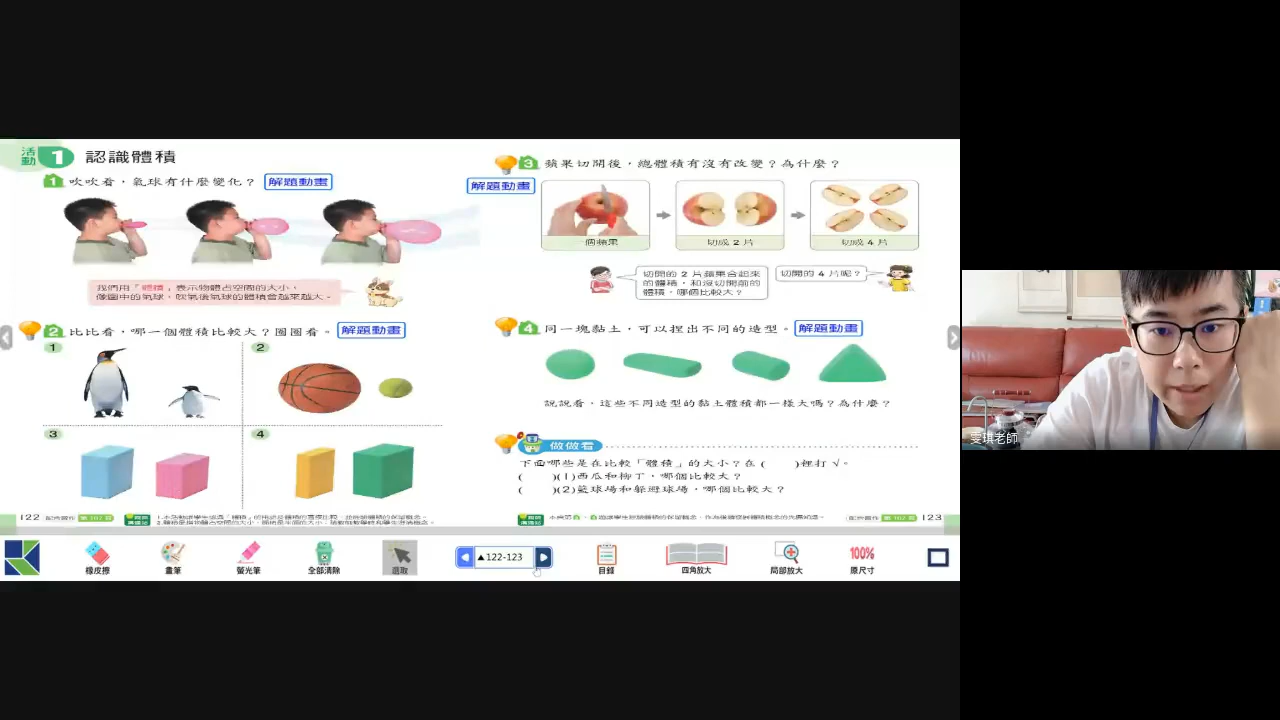 活動 1 認識體積
1 吹吹看，氣球有什麼變化？ 解題動畫
我們用「體積」表示物體占空間的大小，
像圖中的氣球，吹氣後氣球的體積會越來越大。
2 比比看，哪一個體積比較大？圈圈看。 解題動畫
1
2
3
4
122 配合習作
3 蘋果切開後，總體積有沒有改變？為什麼？
解題動畫
一個蘋果
切成 2 片
切成 4 片
切開的 2 片蘋果合起來
的體積，和沒切開前的
體積，哪個比較大？
切開的 4 片呢？
4 同一塊黏土，可以捏出不同的造型。 解題動畫
說說看，這些不同造型的黏土體積都一樣大嗎？為什麼？
做做看
下面哪些是在比較「體積」的大小？在（　）裡打 ✓。
（　）(1)西瓜和柳丁，哪個比較大？
（　）(2)籃球場和躲避球場，哪個比較大？
配合習作 123
橡皮擦
畫筆
螢光筆
全部清除
選取
▲122-123
目錄
四角放大
局部放大
100%
原尺寸
雯琪老師